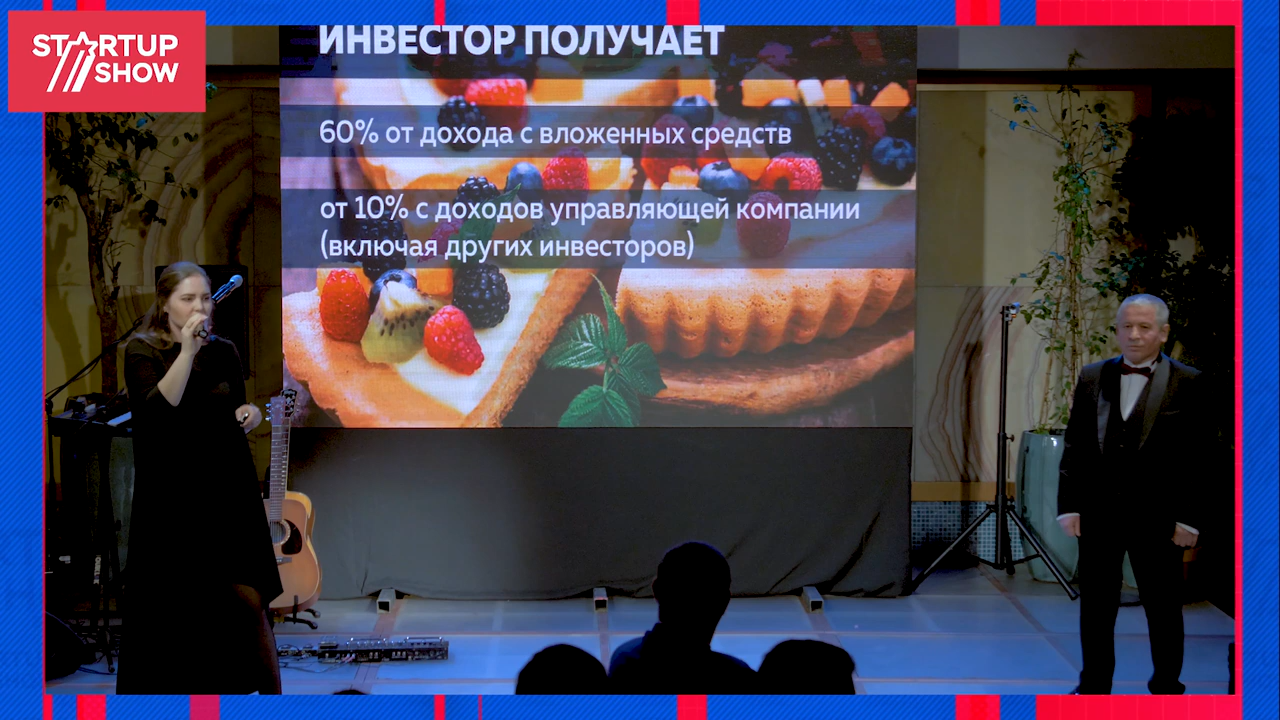 STARTUP
SHOW
ИНВЕСТОР ПОЛУЧАЕТ
60% от дохода с вложенных средств
от 10% с доходов управляющей компании
(включая других инвесторов)